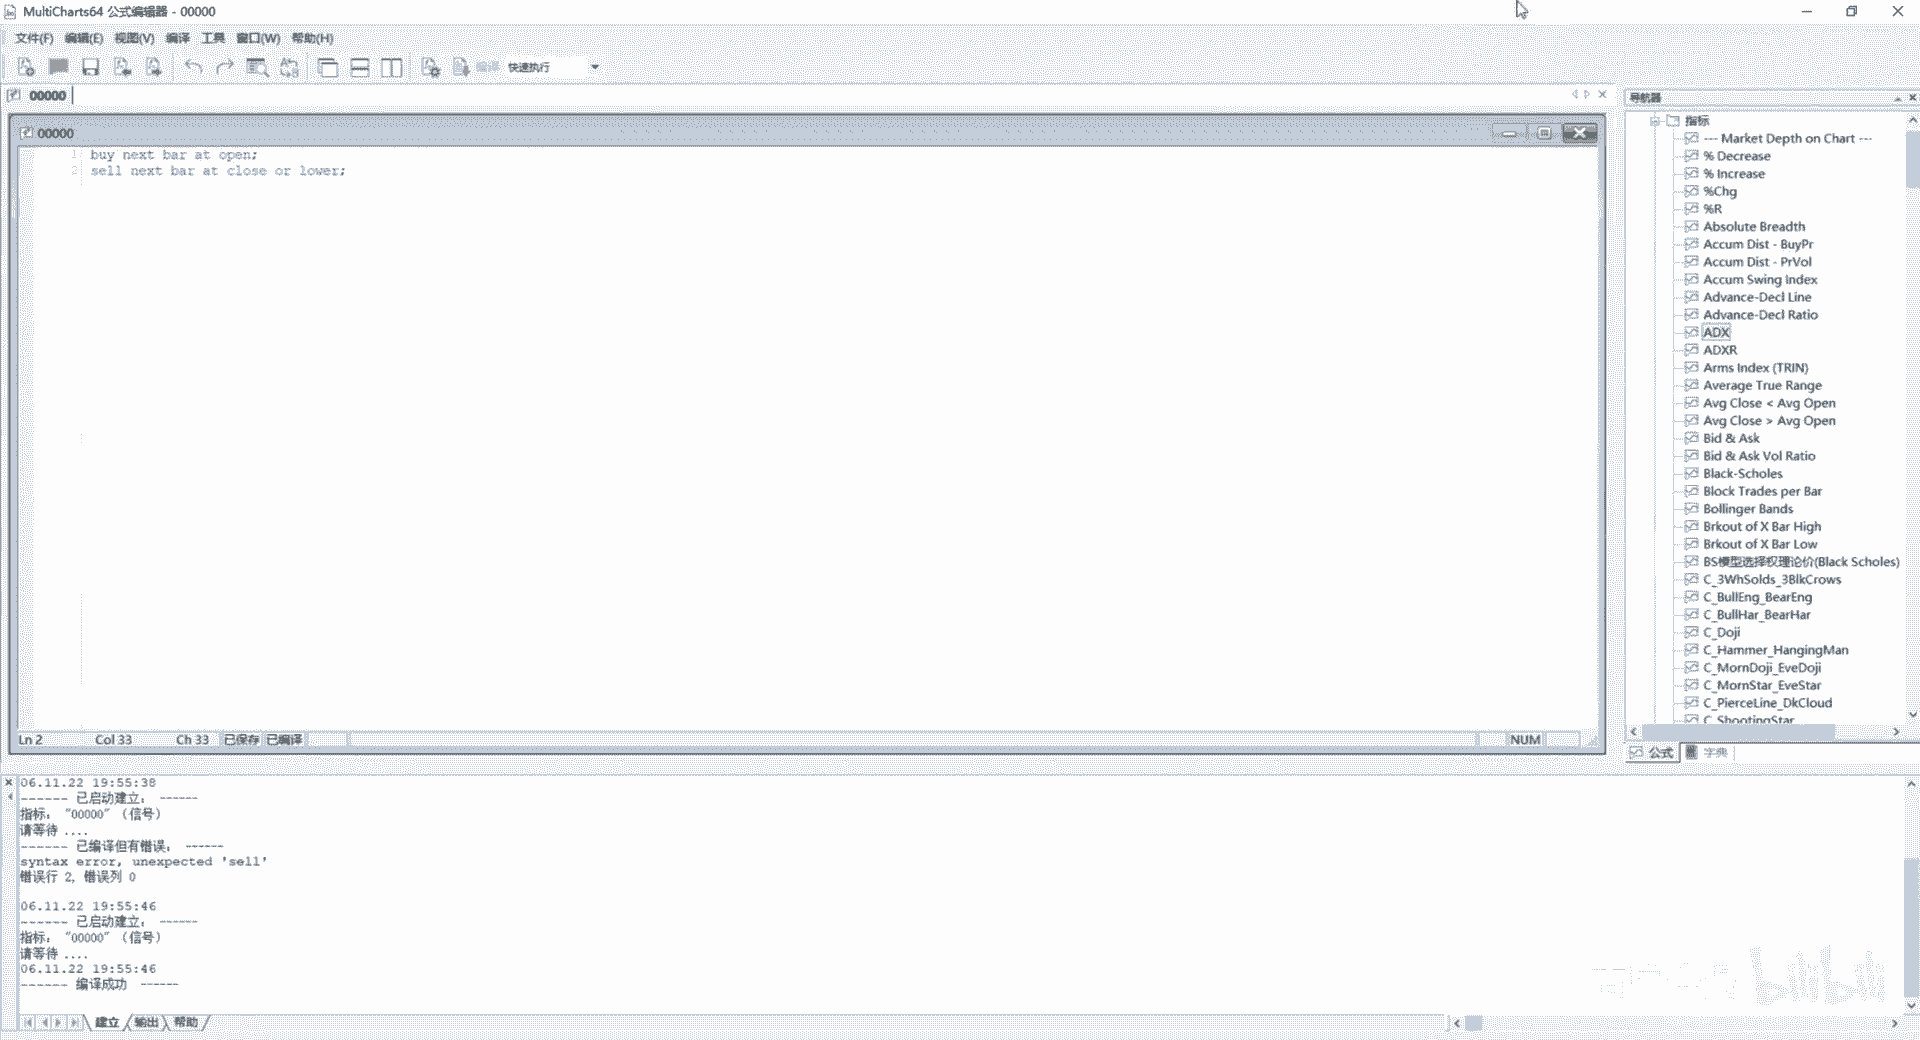 MultiCharts64 公式编辑器 - 00000
文件(F) 编辑(E) 视图(V) 编译 工具 窗口(W) 帮助(H)
编译 快速执行
00000
00000
1 buy next bar at open;
2 sell next bar at close or lower;
Ln 2 Col 33 Ch 33 已保存 已编译 NUM
导航器
指标
--- Market Depth on Chart ---
% Decrease
% Increase
%Chg
%R
Absolute Breadth
Accum Dist - BuyPr
Accum Dist - PrVol
Accum Swing Index
Advance-Decl Line
Advance-Decl Ratio
ADX
ADXR
Arms Index (TRIN)
Average True Range
Avg Close < Avg Open
Avg Close > Avg Open
Bid & Ask
Bid & Ask Vol Ratio
Black-Scholes
Block Trades per Bar
Bollinger Bands
Brkout of X Bar High
Brkout of X Bar Low
BS模型选择权理论价(Black Scholes)
C_3WhSolds_3BlkCrows
C_BullEng_BearEng
C_BullHar_BearHar
C_Doji
C_Hammer_HangingMan
C_MornDoji_EveDoji
C_MornStar_EveStar
C_PierceLine_DkCloud
C_ShootingStar
公式 字典
06.11.22 19:55:38
------ 已启动建立: ------
指标: "00000" (信号)
请等待 ....
------ 已编译但有错误: ------
syntax error, unexpected 'sell'
错误行 2, 错误列 0
06.11.22 19:55:46
------ 已启动建立: ------
指标: "00000" (信号)
请等待 ....
06.11.22 19:55:46
------ 编译成功 ------
建立 输出 帮助
bilibili